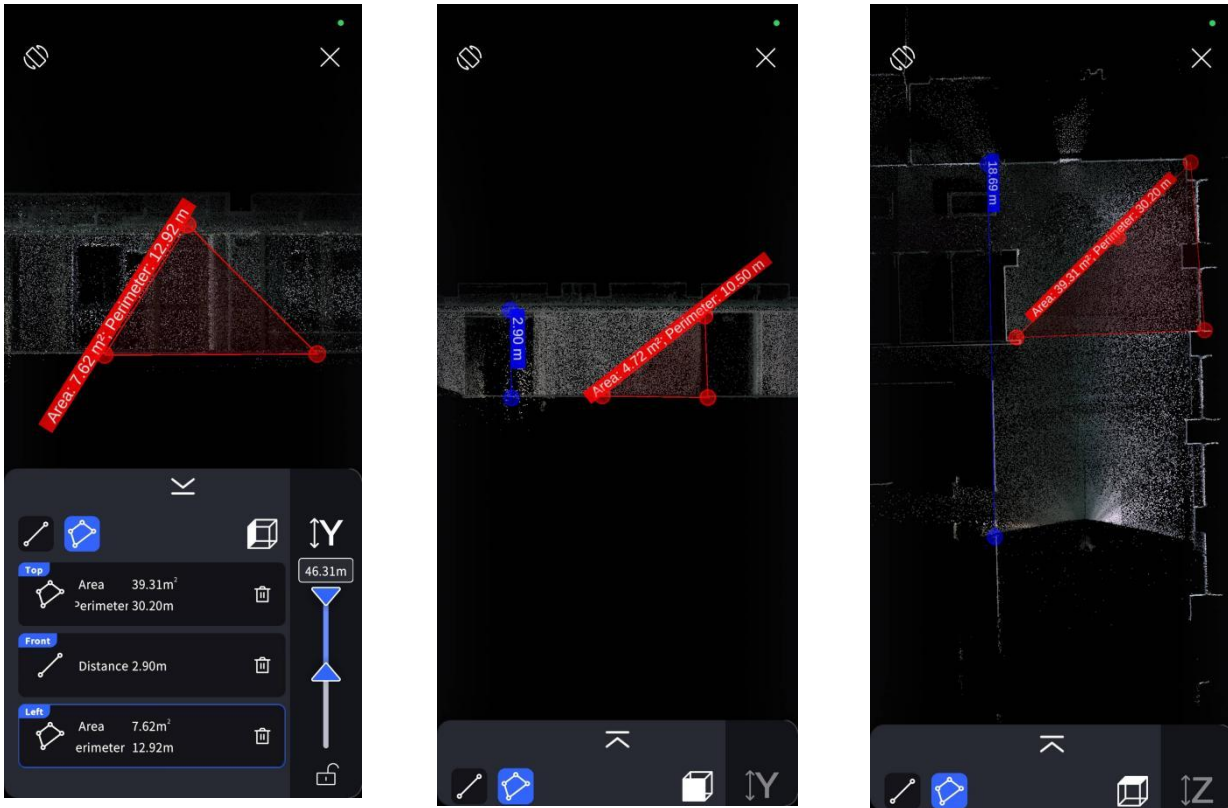 Area: 7.62 m²; Perimeter: 12.92 m
Y
46.31m
Top
Area 39.31m²
Perimeter 30.20m
Front
Distance 2.90m
Left
Area 7.62m²
erimeter 12.92m
2.90 m
Area: 4.72 m²; Perimeter: 10.50 m
Y
18.69 m
Area: 39.31 m²; Perimeter: 30.20 m
Z